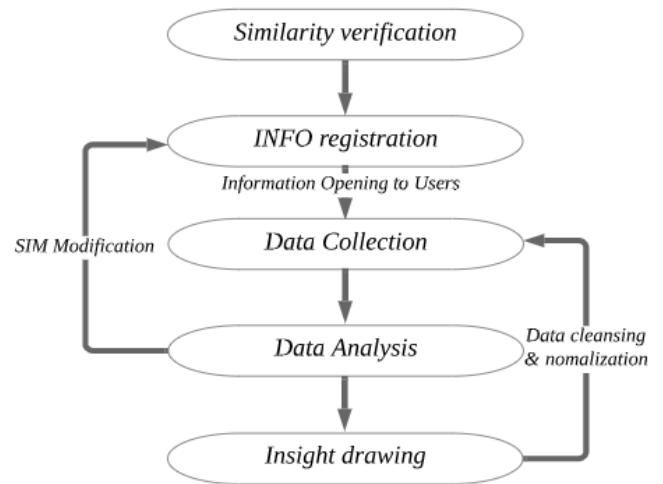 Similarity verification
INFO registration
Information Opening to Users
SIM Modification
Data Collection
Data Analysis
Data cleansing
& nomalization
Insight drawing